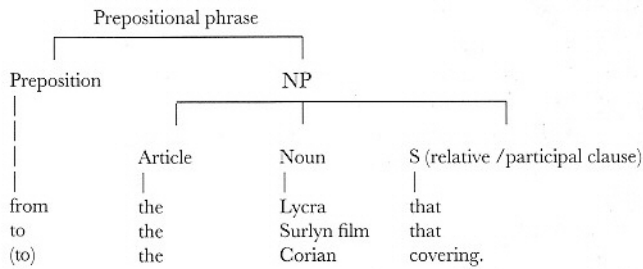 Prepositional phrase
Preposition NP
Article Noun S (relative /participal clause)
from the Lycra that
to the Surlyn film that
(to) the Corian covering.